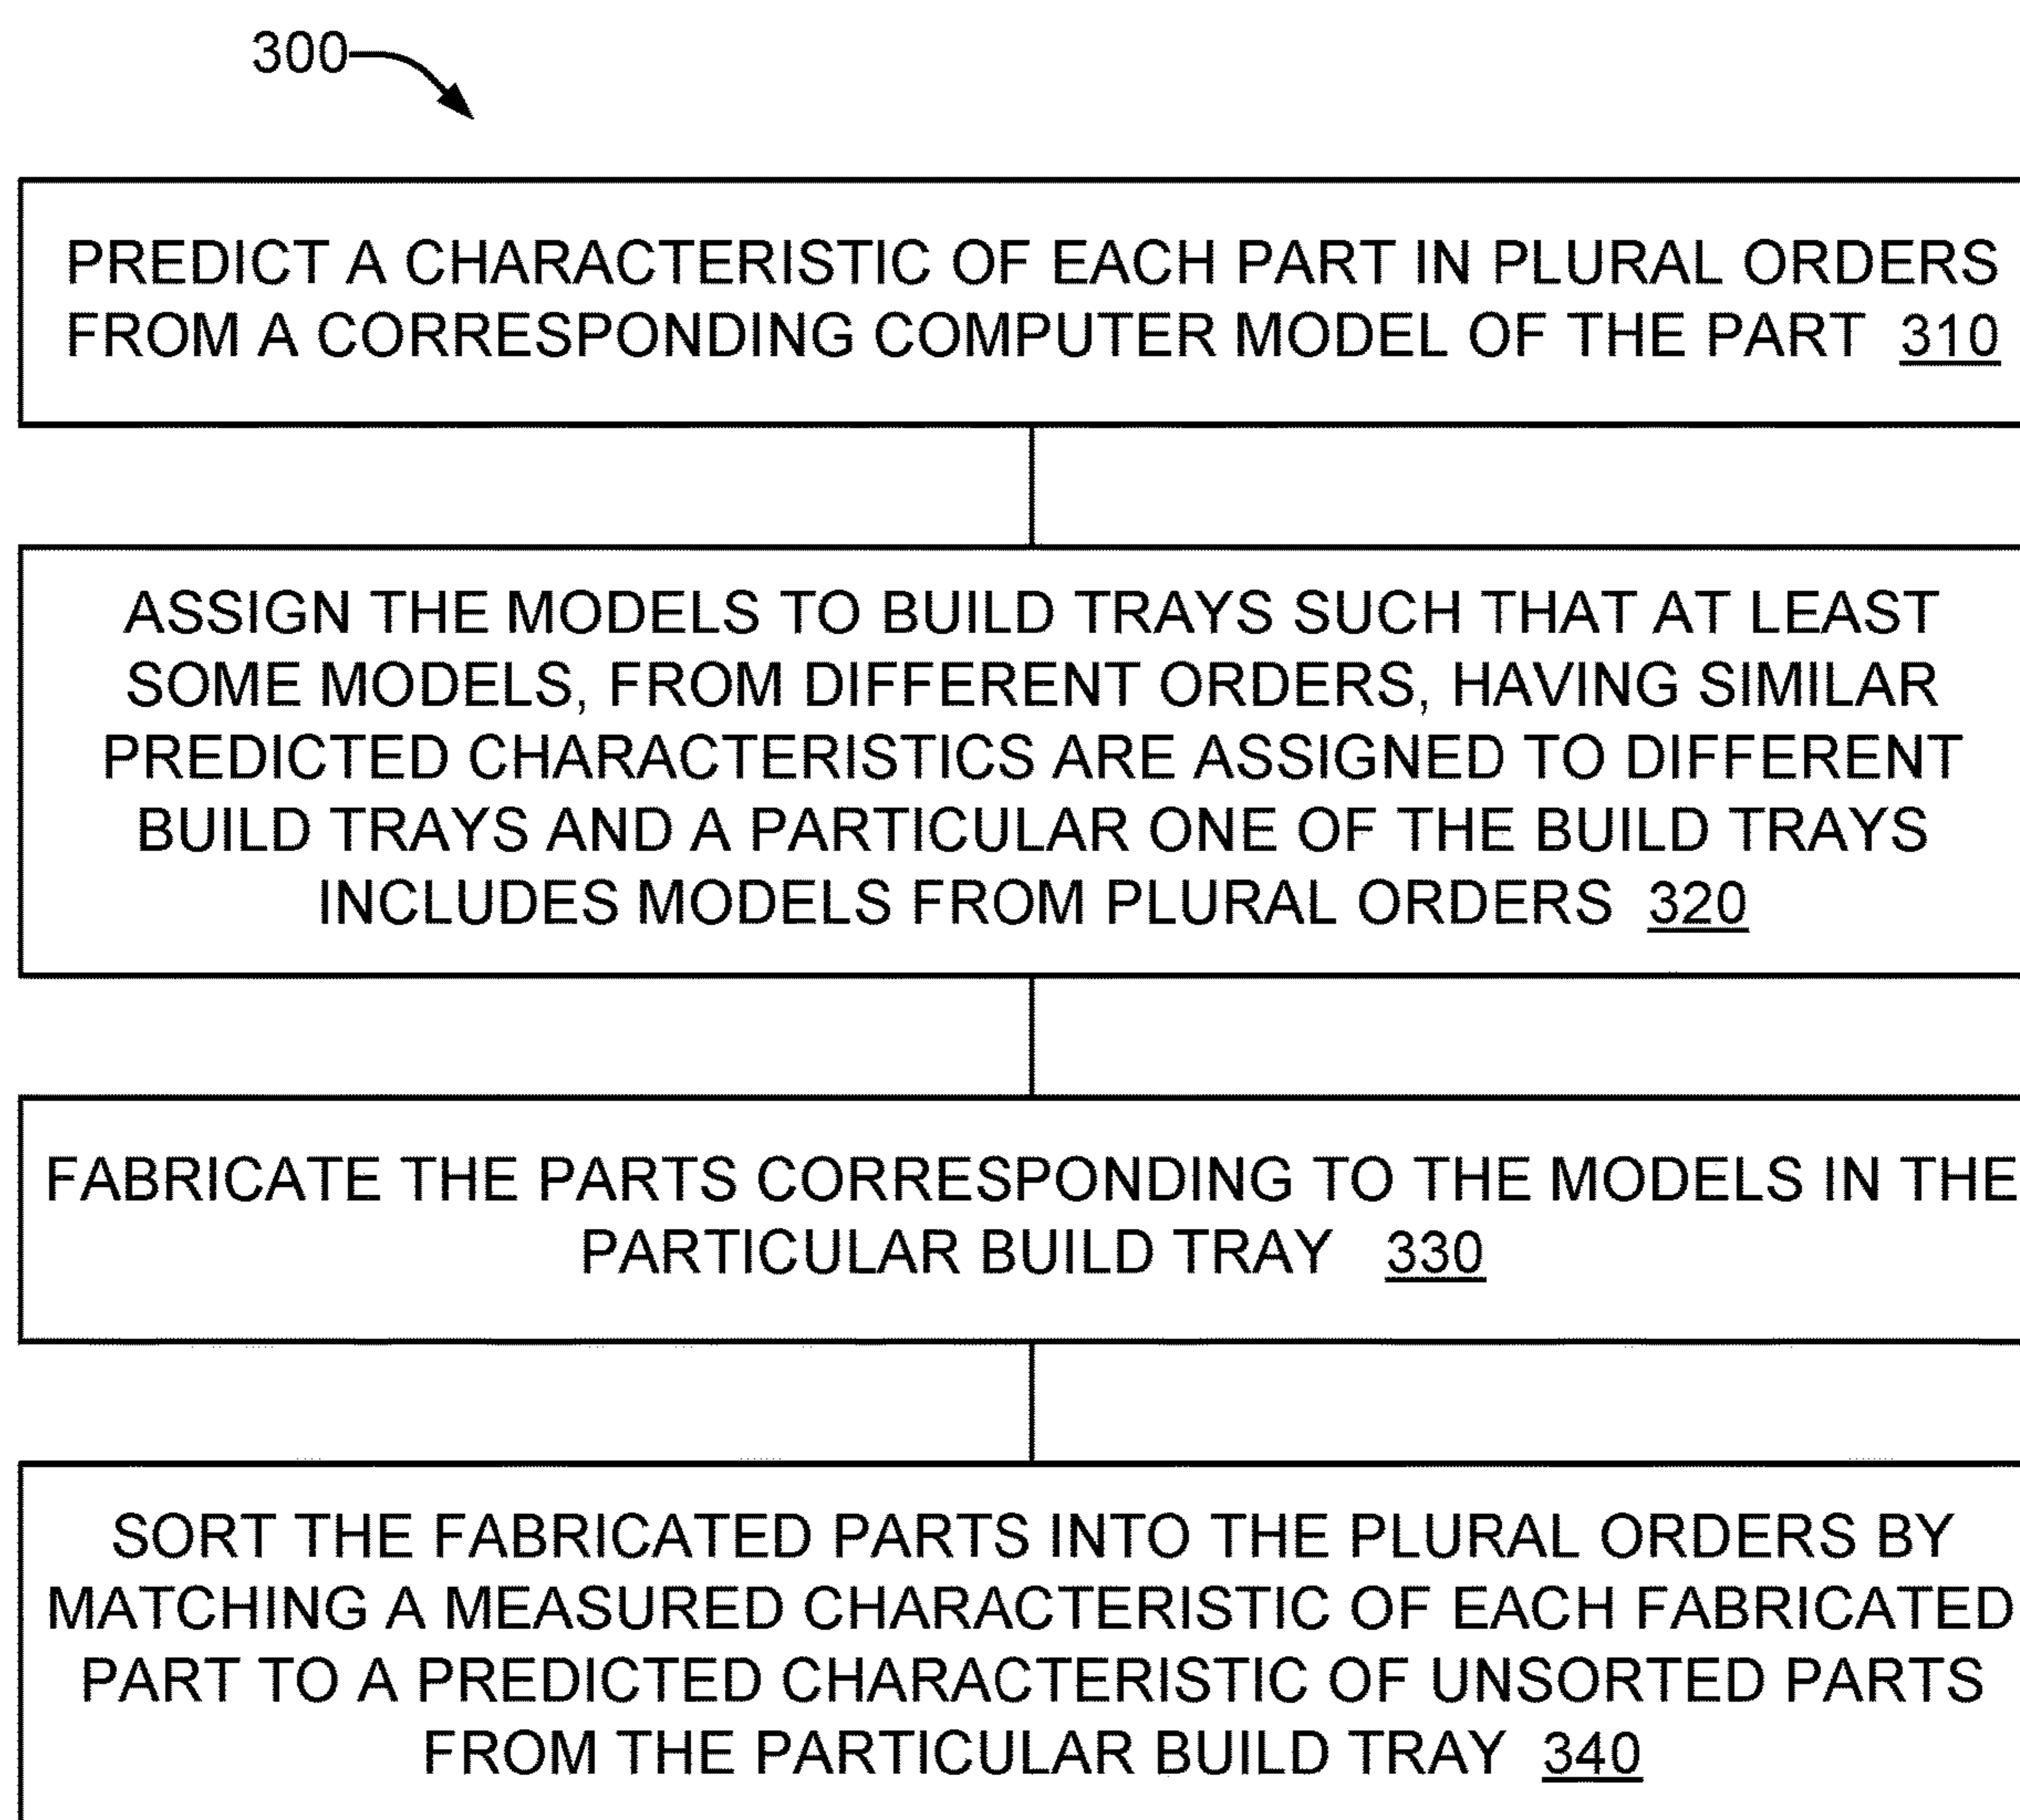 300
PREDICT A CHARACTERISTIC OF EACH PART IN PLURAL ORDERS
FROM A CORRESPONDING COMPUTER MODEL OF THE PART 310
ASSIGN THE MODELS TO BUILD TRAYS SUCH THAT AT LEAST
SOME MODELS, FROM DIFFERENT ORDERS, HAVING SIMILAR
PREDICTED CHARACTERISTICS ARE ASSIGNED TO DIFFERENT
BUILD TRAYS AND A PARTICULAR ONE OF THE BUILD TRAYS
INCLUDES MODELS FROM PLURAL ORDERS 320
FABRICATE THE PARTS CORRESPONDING TO THE MODELS IN THE
PARTICULAR BUILD TRAY 330
SORT THE FABRICATED PARTS INTO THE PLURAL ORDERS BY
MATCHING A MEASURED CHARACTERISTIC OF EACH FABRICATED
PART TO A PREDICTED CHARACTERISTIC OF UNSORTED PARTS
FROM THE PARTICULAR BUILD TRAY 340